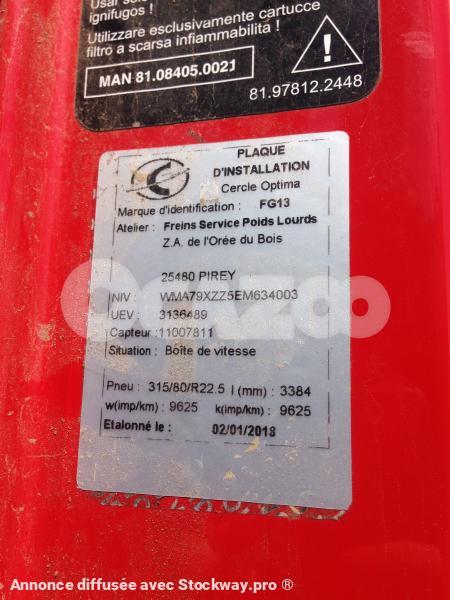 ignifugos !
Utilizzare esclusivamente cartucce
filtro a scarsa infiammabilita !
MAN 81.08405.0021
81.97812.2448
PLAQUE
D'INSTALLATION
Cercle Optima
Marque d'identification : FG13
Atelier : Freins Service Poids Lourds
Z.A. de l'Orée du Bois
25480 PIREY
NIV : WMA79XZZ5EM634003
UEV : 3136489
Capteur : 11007811
Situation : Boîte de vitesse
Pneu : 315/80/R22.5 l (mm) : 3384
w(imp/km) : 9625 k(imp/km) : 9625
Etalonné le : 02/01/2018
Annonce diffusée avec Stockway.pro ®